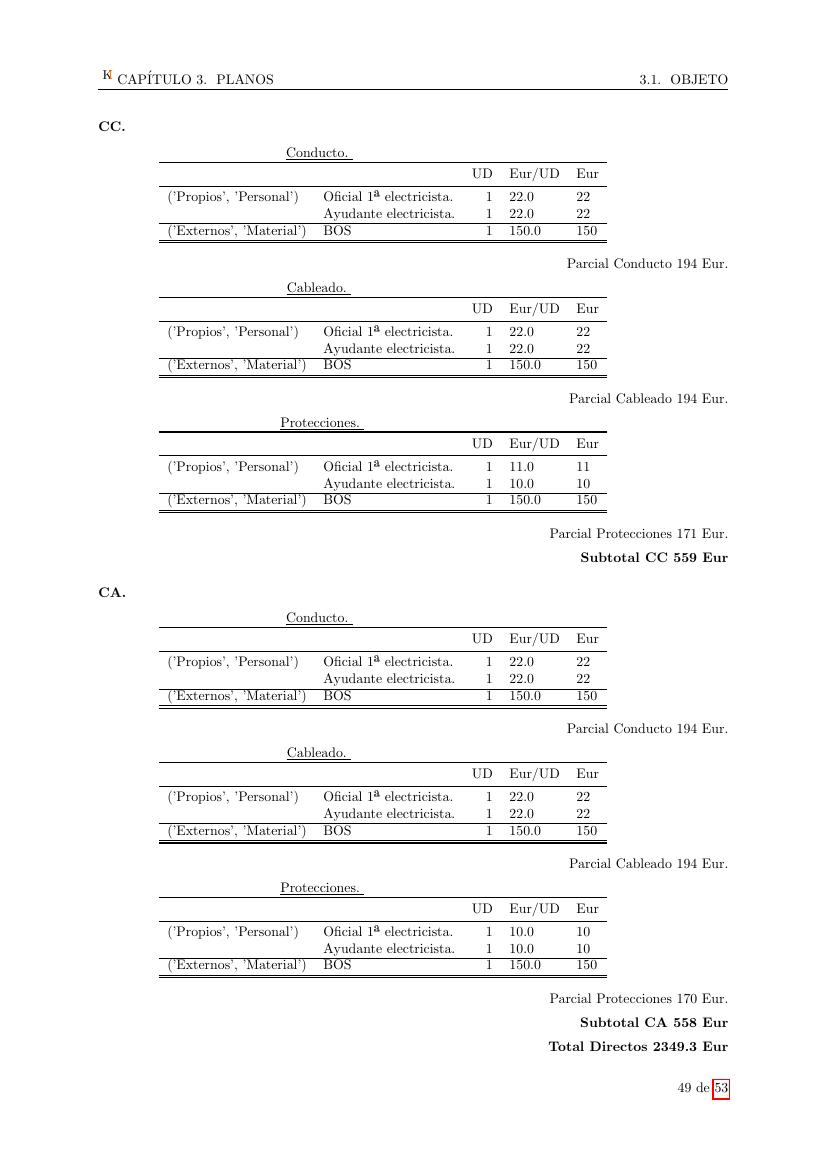 K CAPÍTULO 3. PLANOS 3.1. OBJETO
CC.
Conducto.
UD Eur/UD Eur
('Propios', 'Personal') Oficial 1ª electricista. 1 22.0 22
Ayudante electricista. 1 22.0 22
('Externos', 'Material') BOS 1 150.0 150
Parcial Conducto 194 Eur.
Cableado.
UD Eur/UD Eur
('Propios', 'Personal') Oficial 1ª electricista. 1 22.0 22
Ayudante electricista. 1 22.0 22
('Externos', 'Material') BOS 1 150.0 150
Parcial Cableado 194 Eur.
Protecciones.
UD Eur/UD Eur
('Propios', 'Personal') Oficial 1ª electricista. 1 11.0 11
Ayudante electricista. 1 10.0 10
('Externos', 'Material') BOS 1 150.0 150
Parcial Protecciones 171 Eur.
Subtotal CC 559 Eur
CA.
Conducto.
UD Eur/UD Eur
('Propios', 'Personal') Oficial 1ª electricista. 1 22.0 22
Ayudante electricista. 1 22.0 22
('Externos', 'Material') BOS 1 150.0 150
Parcial Conducto 194 Eur.
Cableado.
UD Eur/UD Eur
('Propios', 'Personal') Oficial 1ª electricista. 1 22.0 22
Ayudante electricista. 1 22.0 22
('Externos', 'Material') BOS 1 150.0 150
Parcial Cableado 194 Eur.
Protecciones.
UD Eur/UD Eur
('Propios', 'Personal') Oficial 1ª electricista. 1 10.0 10
Ayudante electricista. 1 10.0 10
('Externos', 'Material') BOS 1 150.0 150
Parcial Protecciones 170 Eur.
Subtotal CA 558 Eur
Total Directos 2349.3 Eur
49 de 53